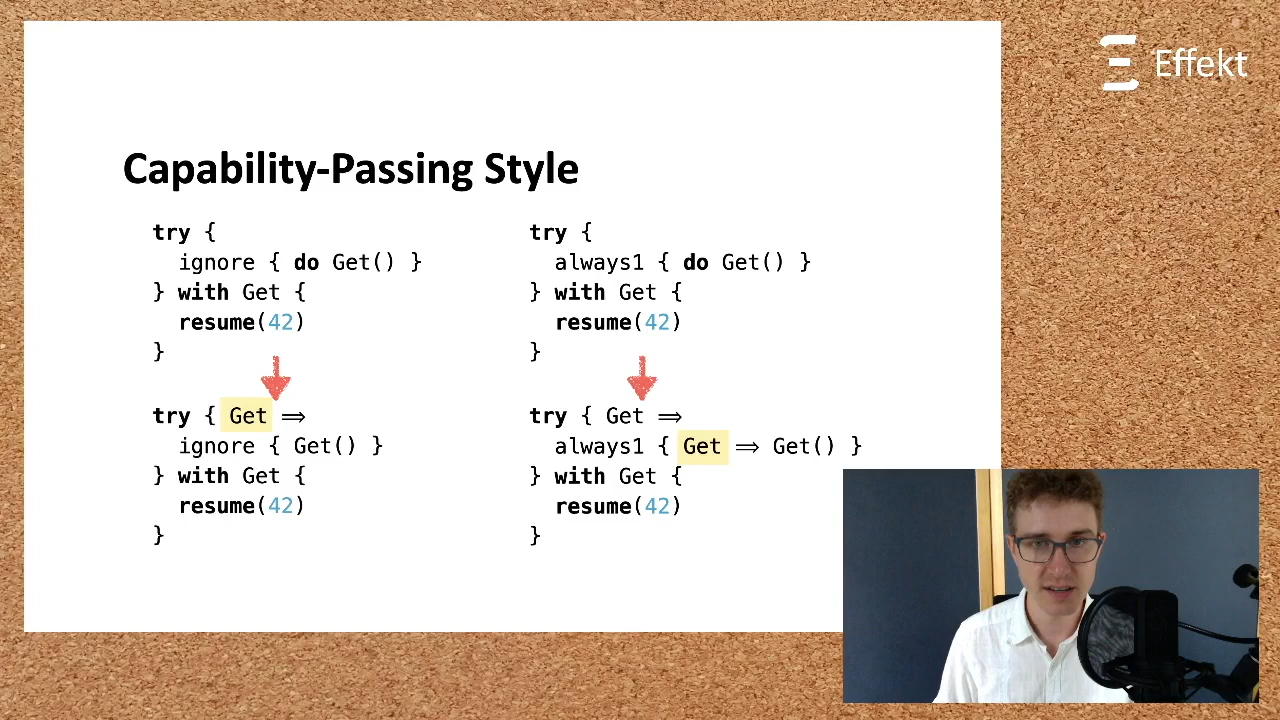 Effekt
Capability-Passing Style
try {
ignore { do Get() }
} with Get {
resume(42)
}
try { Get ⟹
ignore { Get() }
} with Get {
resume(42)
}
try {
always1 { do Get() }
} with Get {
resume(42)
}
try { Get ⟹
always1 { Get ⟹ Get() }
} with Get {
resume(42)
}